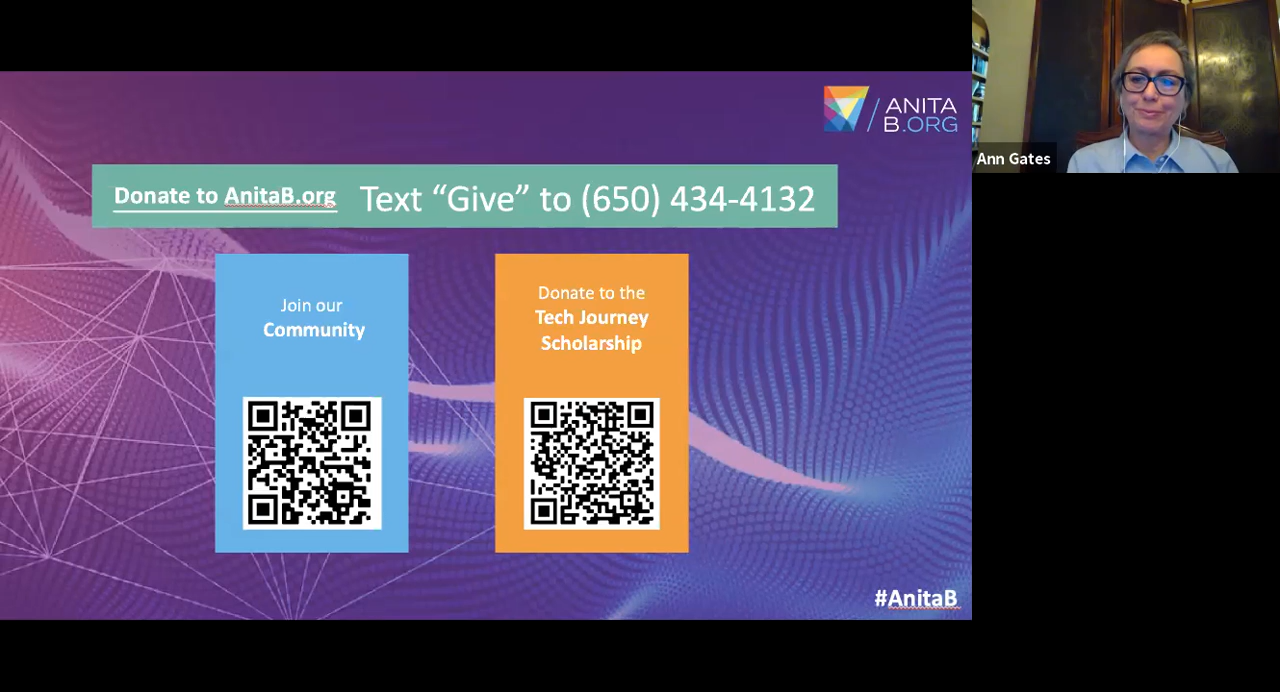 ANITA
B.ORG
Donate to AnitaB.org Text “Give” to (650) 434-4132
Join our
Community
Donate to the
Tech Journey
Scholarship
#AnitaB
Ann Gates